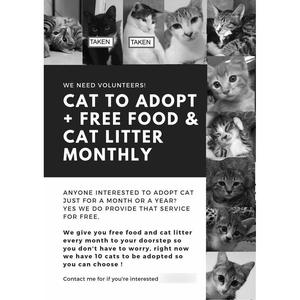 TAKEN
TAKEN
WE NEED VOLUNTEERS!
CAT TO ADOPT
+ FREE FOOD &
CAT LITTER
MONTHLY
ANYONE INTERESTED TO ADOPT CAT
JUST FOR A MONTH OR A YEAR?
YES WE DO PROVIDE THAT SERVICE
FOR FREE.
We give you free food and cat litter
every month to your doorstep so
you don't have to worry, right now
we have 10 cats to be adopted so
you can choose !
Contact me for if you're interested